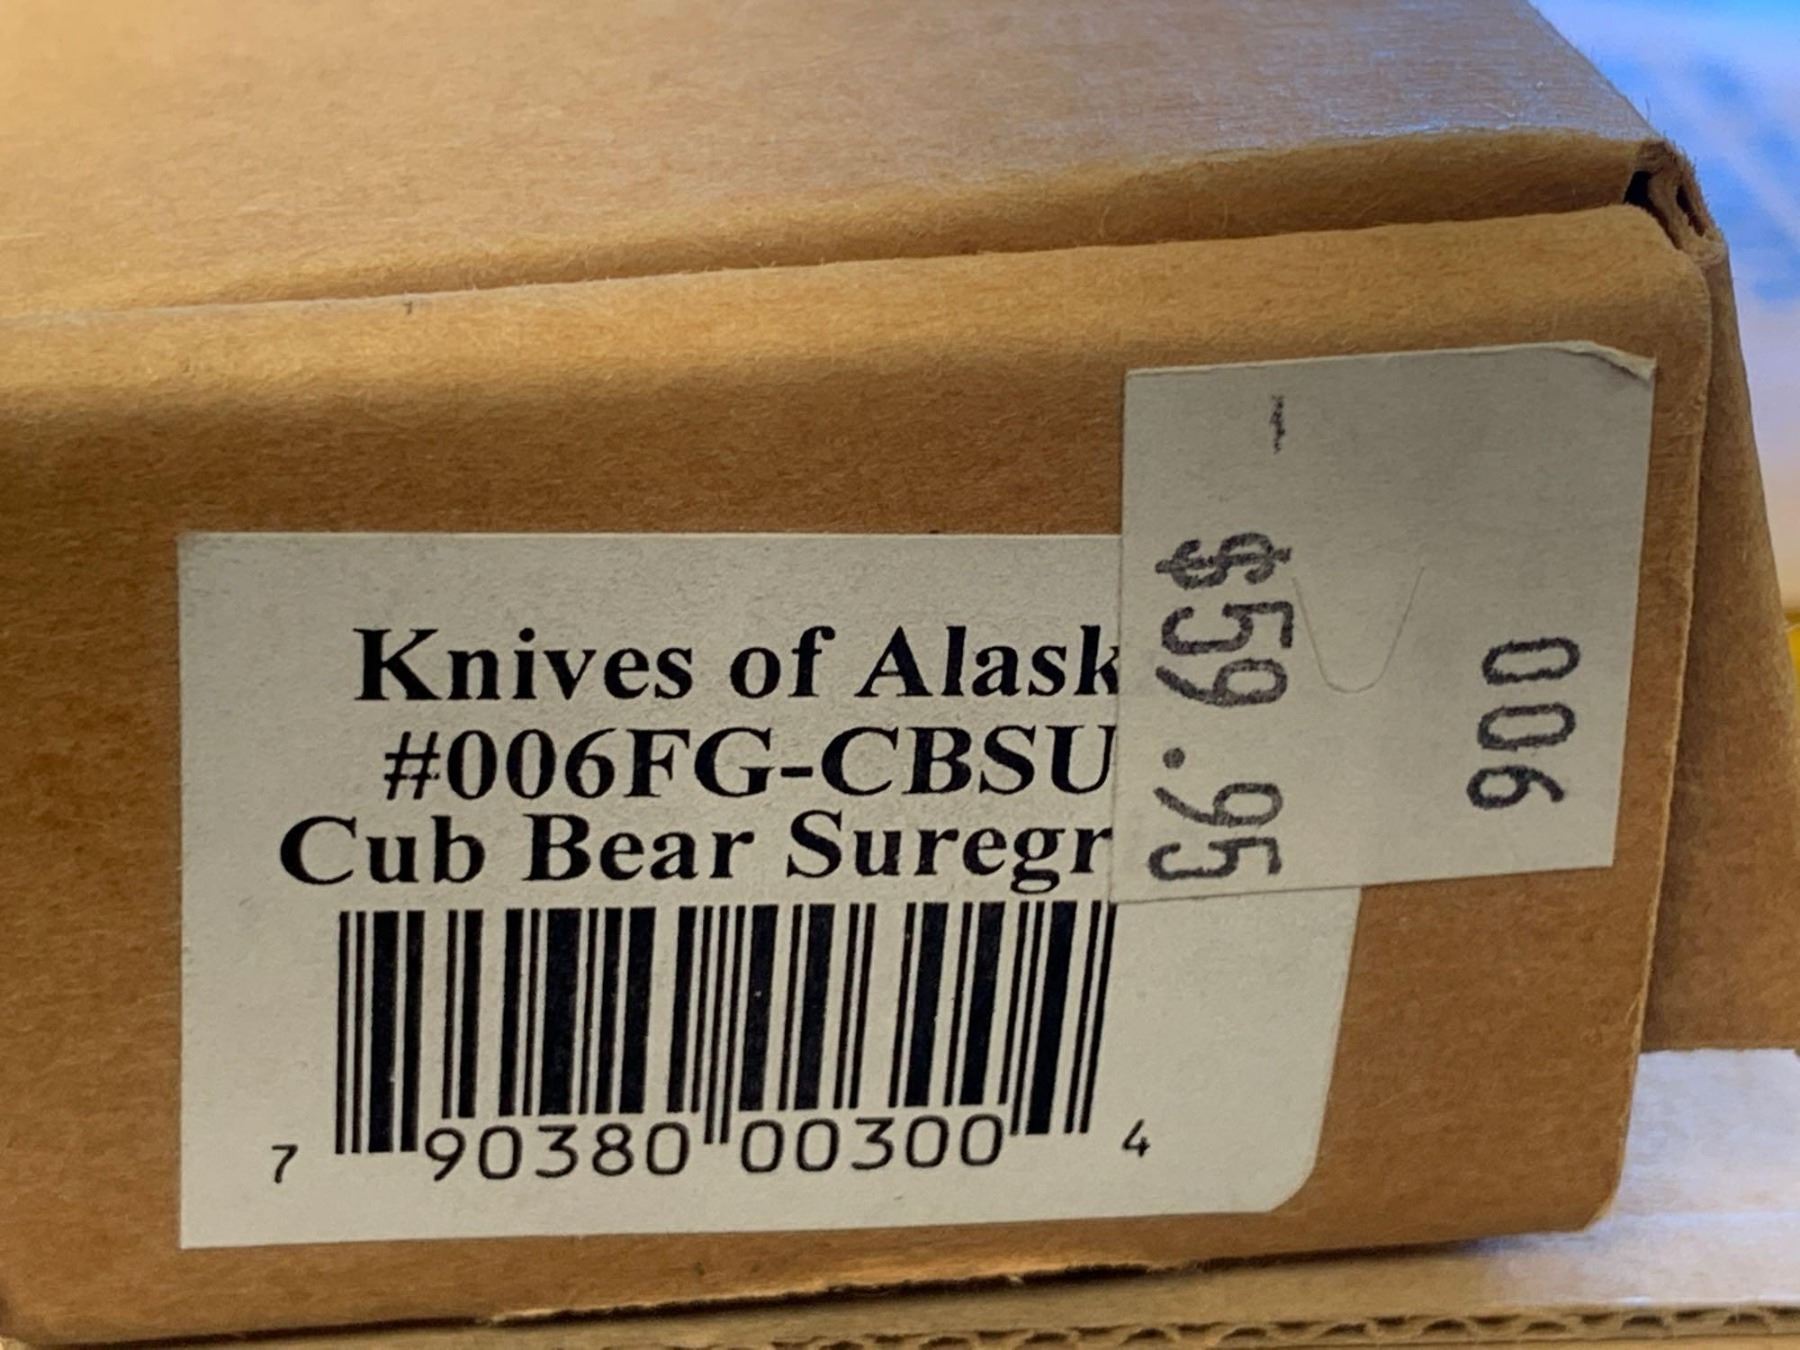 Knives of Alask
#006FG-CBSU
Cub Bear Suregr
7 90380 00300 4
$59.95
006